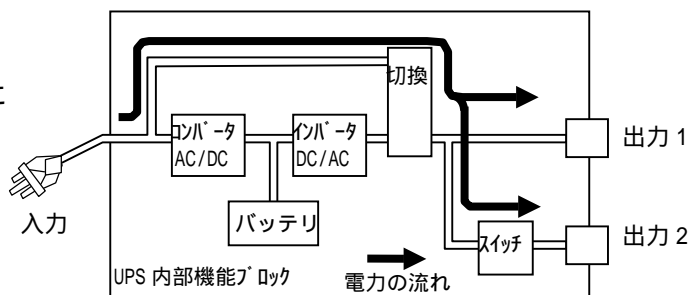 に
切換
コンバータ
AC/DC
インバータ
DC/AC
出力 1
入力
バッテリ
スイッチ
出力 2
UPS 内部機能ブロック
電力の流れ